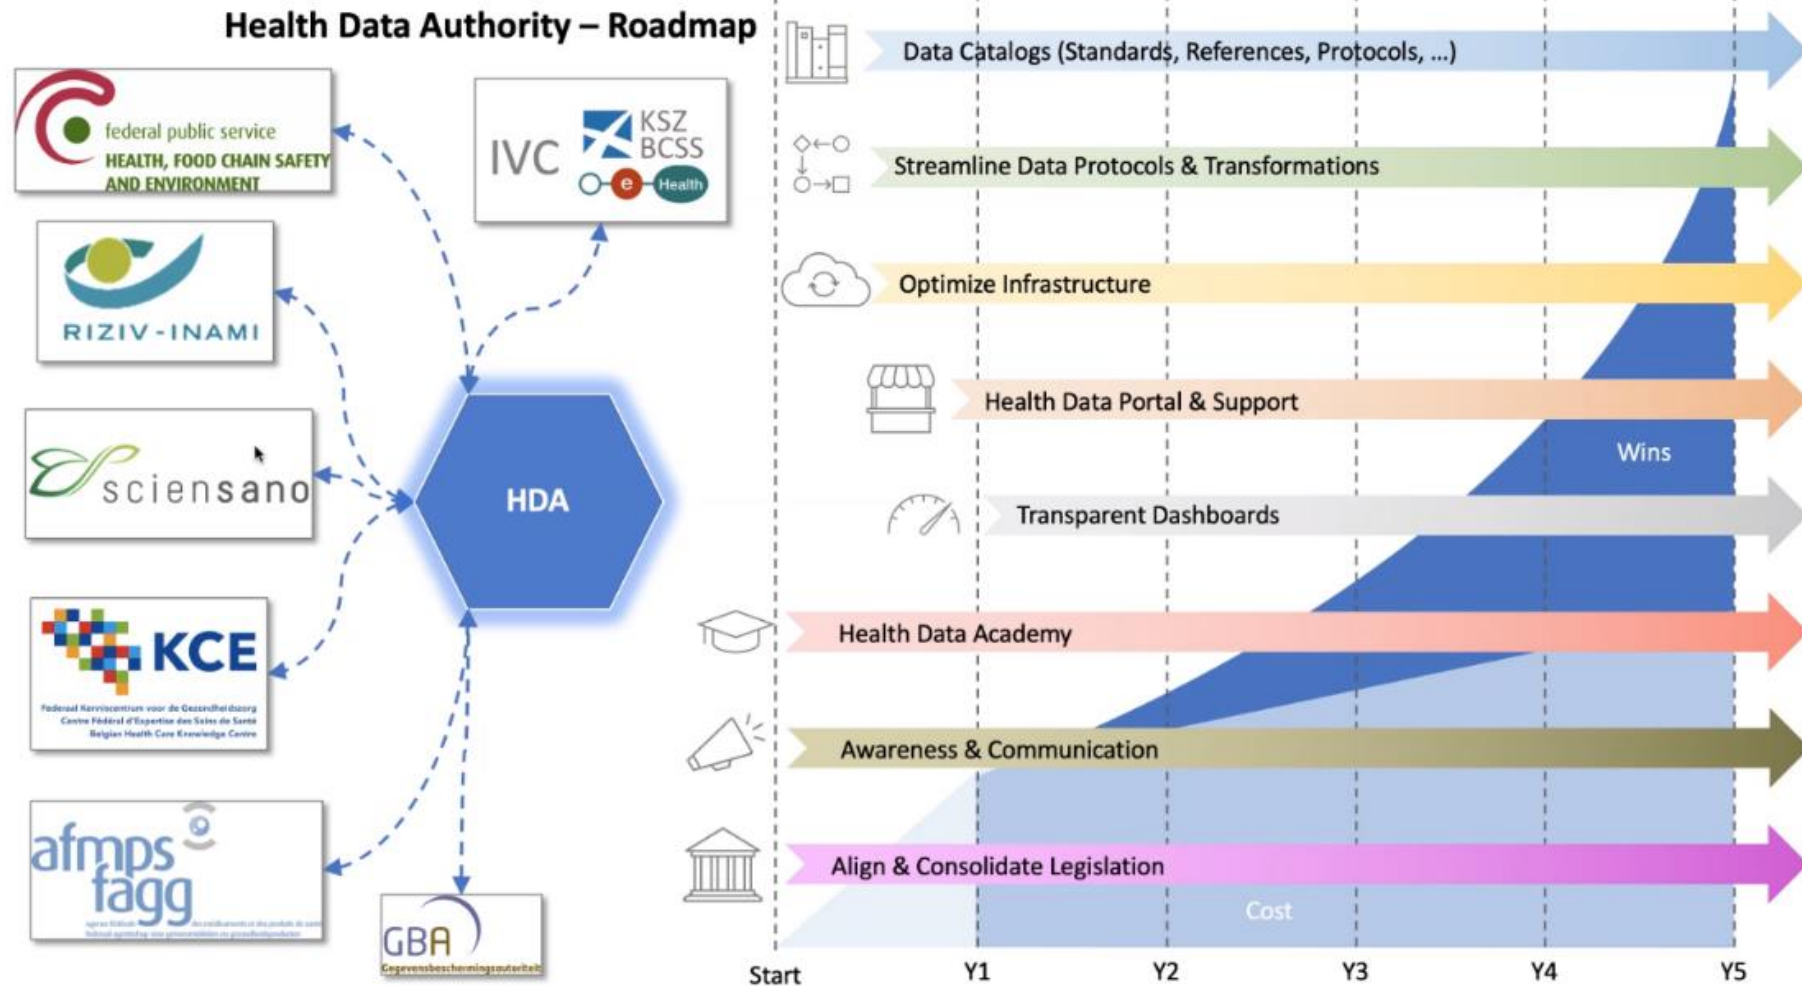 Health Data Authority – Roadmap
federal public service
HEALTH, FOOD CHAIN SAFETY
AND ENVIRONMENT
IVC
KSZ
BCSS
e
Health
RIZIV-INAMI
sciensano
HDA
KCE
Federaal Kenniscentrum voor de Gezondheidszorg
Centre Fédéral d'Expertise des Soins de Santé
Belgian Health Care Knowledge Centre
afmps
fagg
GBA
Gegevensbeschermingsautoriteit
Data Catalogs (Standards, References, Protocols, ...)
Streamline Data Protocols & Transformations
Optimize Infrastructure
Health Data Portal & Support
Wins
Transparent Dashboards
Health Data Academy
Awareness & Communication
Align & Consolidate Legislation
Cost
Start Y1 Y2 Y3 Y4 Y5